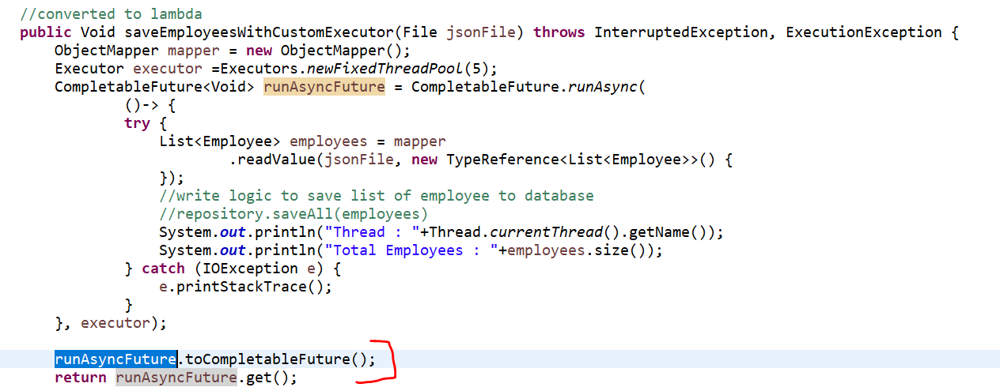 //converted to lambda
public Void saveEmployeesWithCustomExecutor(File jsonFile) throws InterruptedException, ExecutionException {
    ObjectMapper mapper = new ObjectMapper();
    Executor executor =Executors.newFixedThreadPool(5);
    CompletableFuture<Void> runAsyncFuture = CompletableFuture.runAsync(
            ()-> {
            try {
                List<Employee> employees = mapper
                        .readValue(jsonFile, new TypeReference<List<Employee>>() {
                });
                //write logic to save list of employee to database
                //repository.saveAll(employees)
                System.out.println("Thread : "+Thread.currentThread().getName());
                System.out.println("Total Employees : "+employees.size());
            } catch (IOException e) {
                e.printStackTrace();
            }
    }, executor);
    runAsyncFuture.toCompletableFuture();
    return runAsyncFuture.get();